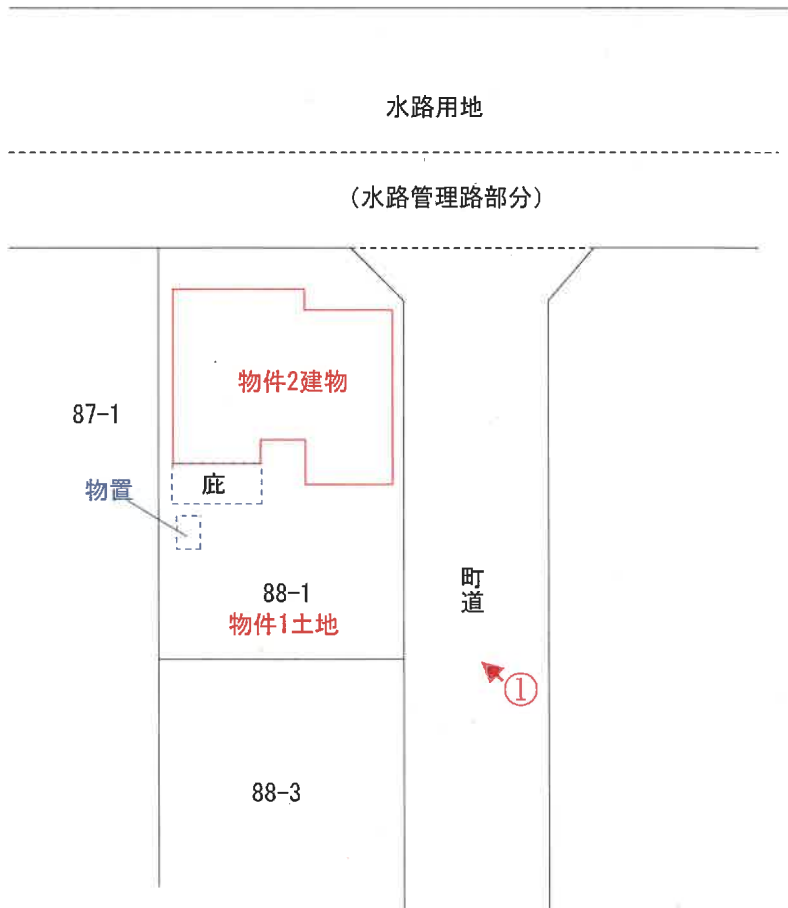 水路用地
(水路管理路部分)
物件2建物
87-1
庇
物置
88-1
物件1土地
町道
①
88-3